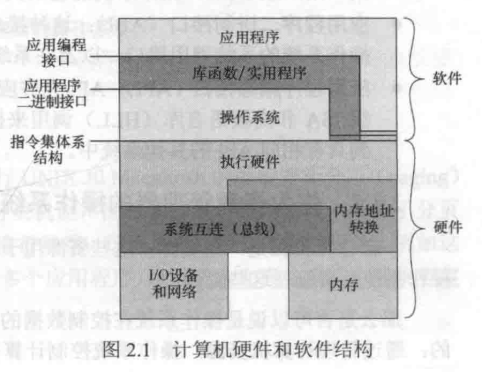 应用程序
应用编程
接口
库函数/实用程序
软件
应用程序
二进制接口
操作系统
指令集体系
结构
执行硬件
硬件
系统互连（总线）
内存地址
转换
I/O设备
和网络
内存
图 2.1 计算机硬件和软件结构